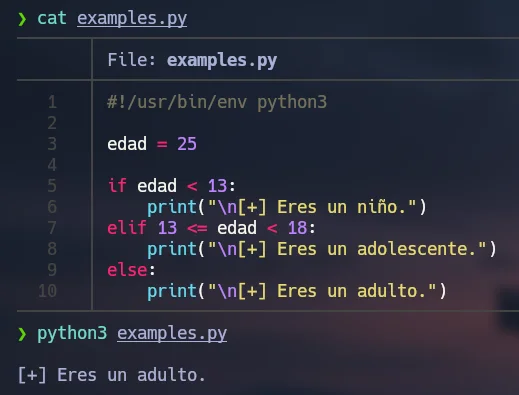 ❯ cat examples.py
File: examples.py
1 #!/usr/bin/env python3
2
3 edad = 25
4
5 if edad < 13:
6     print("\n[+] Eres un niño.")
7 elif 13 <= edad < 18:
8     print("\n[+] Eres un adolescente.")
9 else:
10     print("\n[+] Eres un adulto.")
❯ python3 examples.py
[+] Eres un adulto.